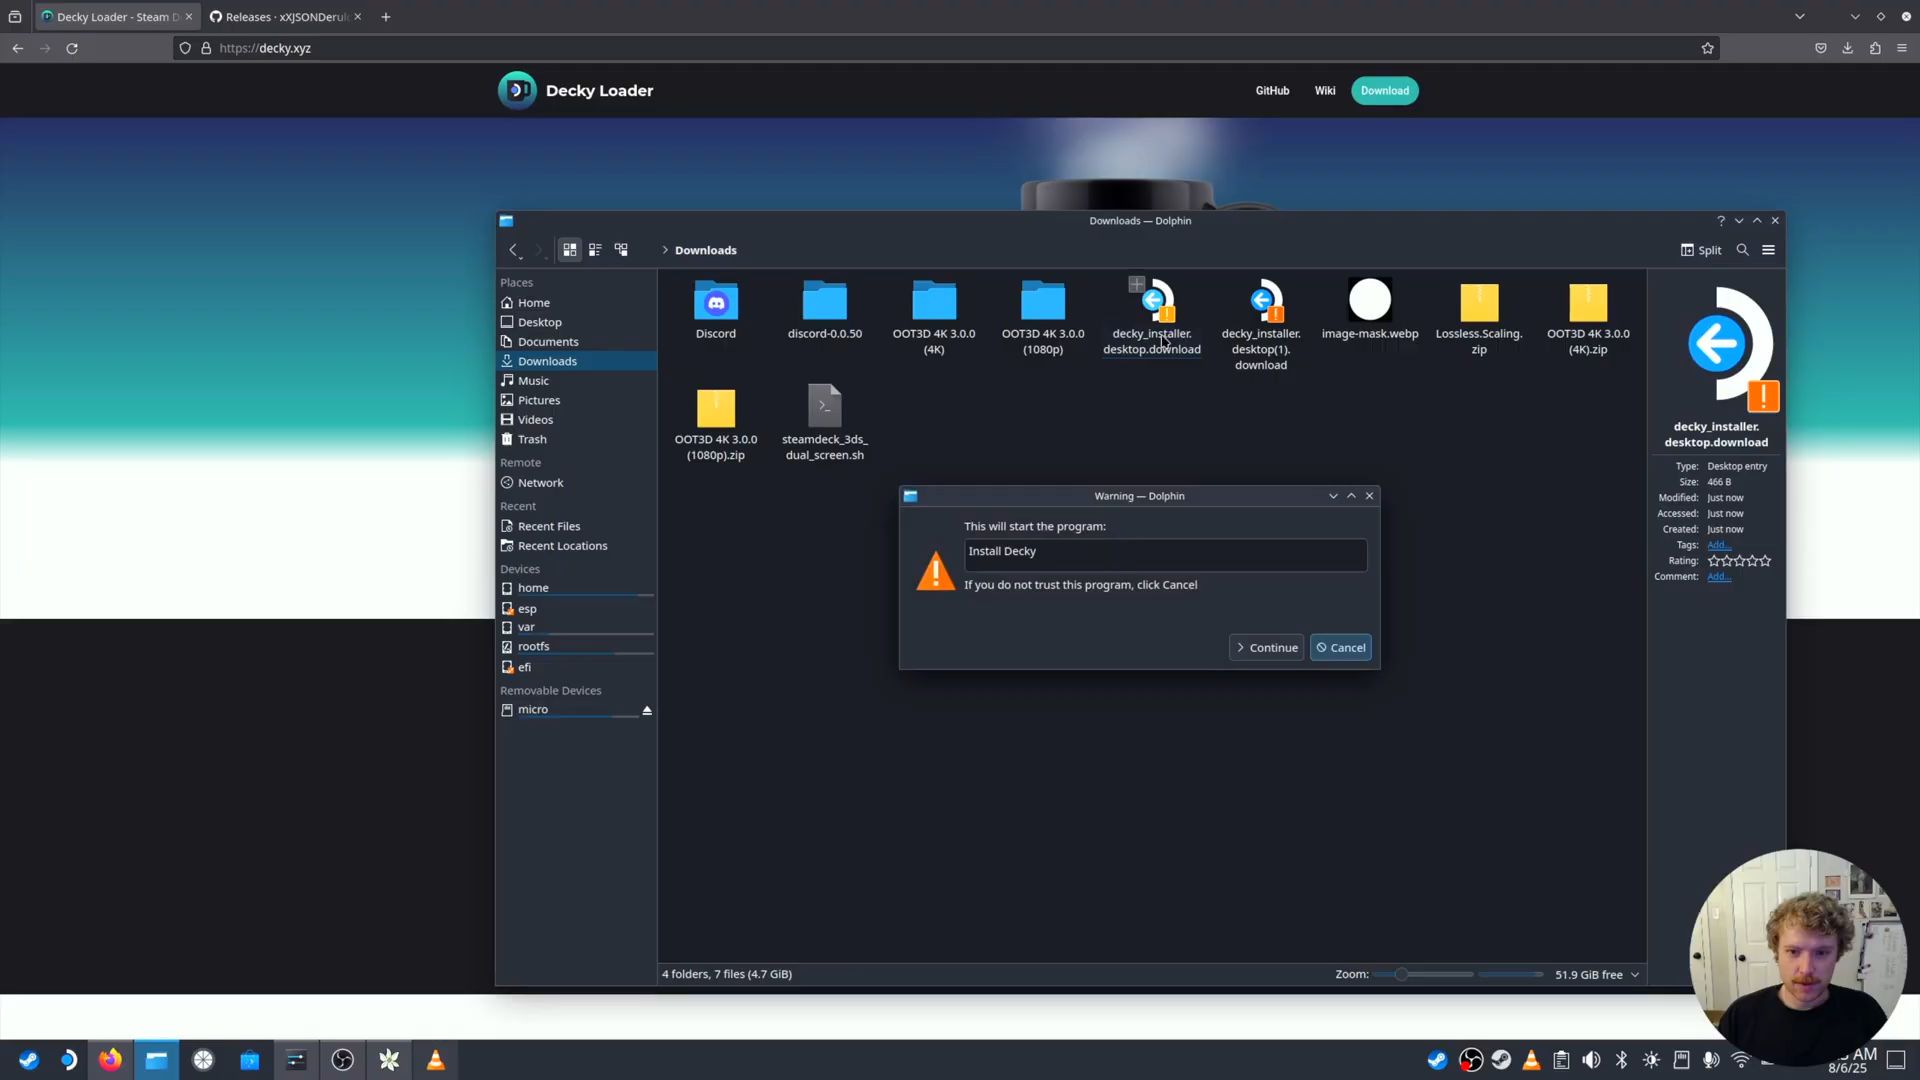 Decky Loader - Steam D
Releases · xXJSONDerulo
https://decky.xyz
Decky Loader
GitHub
Wiki
Download
Downloads — Dolphin
Downloads
Split
Places
Home
Desktop
Documents
Downloads
Music
Pictures
Videos
Trash
Remote
Network
Recent
Recent Files
Recent Locations
Devices
home
esp
var
rootfs
efi
Removable Devices
micro
Discord
discord-0.0.50
OOT3D 4K 3.0.0
(4K)
OOT3D 4K 3.0.0
(1080p)
decky_installer.
desktop.download
decky_installer.
desktop(1).
download
image-mask.webp
Lossless.Scaling.
zip
OOT3D 4K 3.0.0
(4K).zip
OOT3D 4K 3.0.0
(1080p).zip
steamdeck_3ds_
dual_screen.sh
Warning — Dolphin
This will start the program:
Install Decky
If you do not trust this program, click Cancel
Continue
Cancel
decky_installer.
desktop.download
Type: Desktop entry
Size: 466 B
Modified: Just now
Accessed: Just now
Created: Just now
Tags: Add...
Rating:
Comment: Add...
4 folders, 7 files (4.7 GiB)
Zoom:
51.9 GiB free
AM
8/6/25